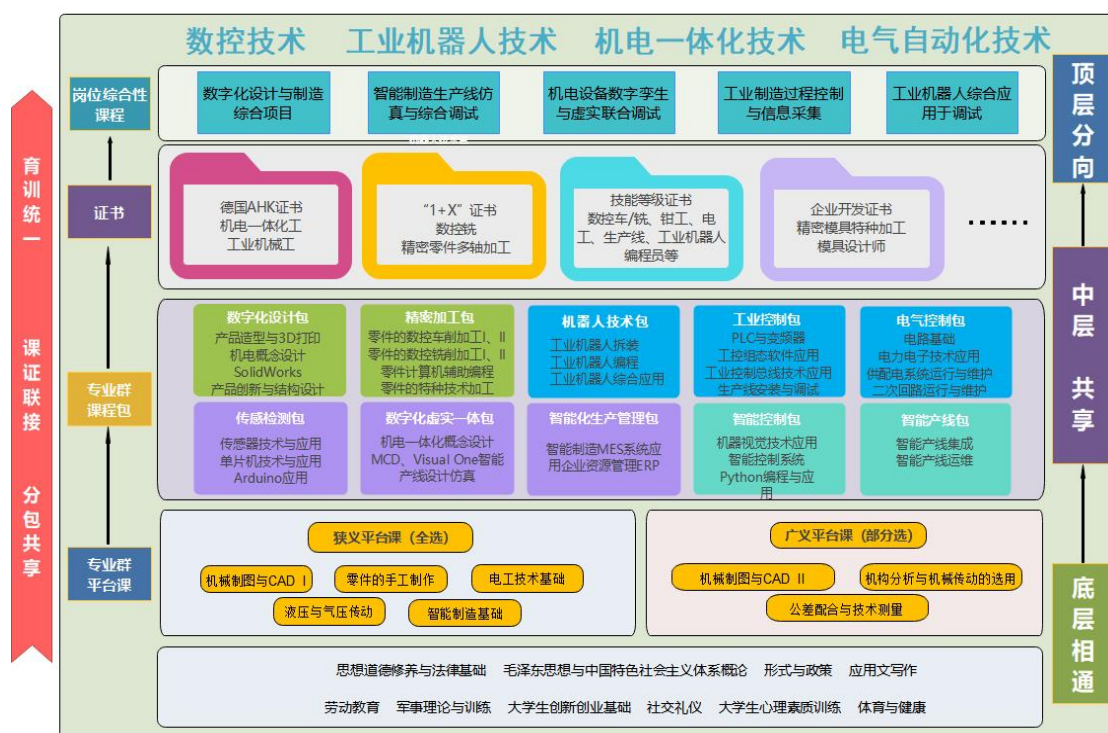 数控技术 工业机器人技术 机电一体化技术 电气自动化技术
岗位综合性
课程
数字化设计与制造
综合项目
智能制造生产线仿
真与综合调试
机电设备数字孪生
与虚实联合调试
工业制造过程控制
与信息采集
工业机器人综合应
用于调试
顶层分向
育训统一
课证联接
分包共享
证书
德国AHK证书
机电一体化工
工业机械工
“1+X”证书
数控铣
精密零件多轴加工
技能等级证书
数控车/铣、钳工、电
工、生产线、工业机器人
编程员等
企业开发证书
精密模具特种加工
模具设计师
······
中层共享
专业群
课程包
数字化设计包
产品造型与3D打印
机电概念设计
SolidWorks
产品创新与结构设计
精密加工包
零件的数控车削加工I、II
零件的数控铣削加工I、II
零件计算机辅助编程
零件的特种技术加工
机器人技术包
工业机器人拆装
工业机器人编程
工业机器人综合应用
工业控制包
PLC与变频器
工控组态软件应用
工业控制总线技术应用
生产线安装与调试
电气控制包
电路基础
电力电子技术应用
供配电系统运行与维护
二次回路运行与维护
传感检测包
传感器技术与应用
单片机技术与应用
Arduino应用
数字化虚实一体包
机电一体化概念设计
MCD、Visual One智能
产线设计仿真
智能化生产管理包
智能制造MES系统应
用企业资源管理ERP
智能控制包
机器视觉技术应用
智能控制系统
Python编程与应
用
智能产线包
智能产线集成
智能产线运维
专业群
平台课
狭义平台课（全选）
机械制图与CAD I
零件的手工制作
电工技术基础
液压与气压传动
智能制造基础
广义平台课（部分选）
机械制图与CAD II
机构分析与机械传动的选用
公差配合与技术测量
底层相通
思想道德修养与法律基础 毛泽东思想与中国特色社会主义体系概论 形式与政策 应用文写作
劳动教育 军事理论与训练 大学生创新创业基础 社交礼仪 大学生心理素质训练 体育与健康